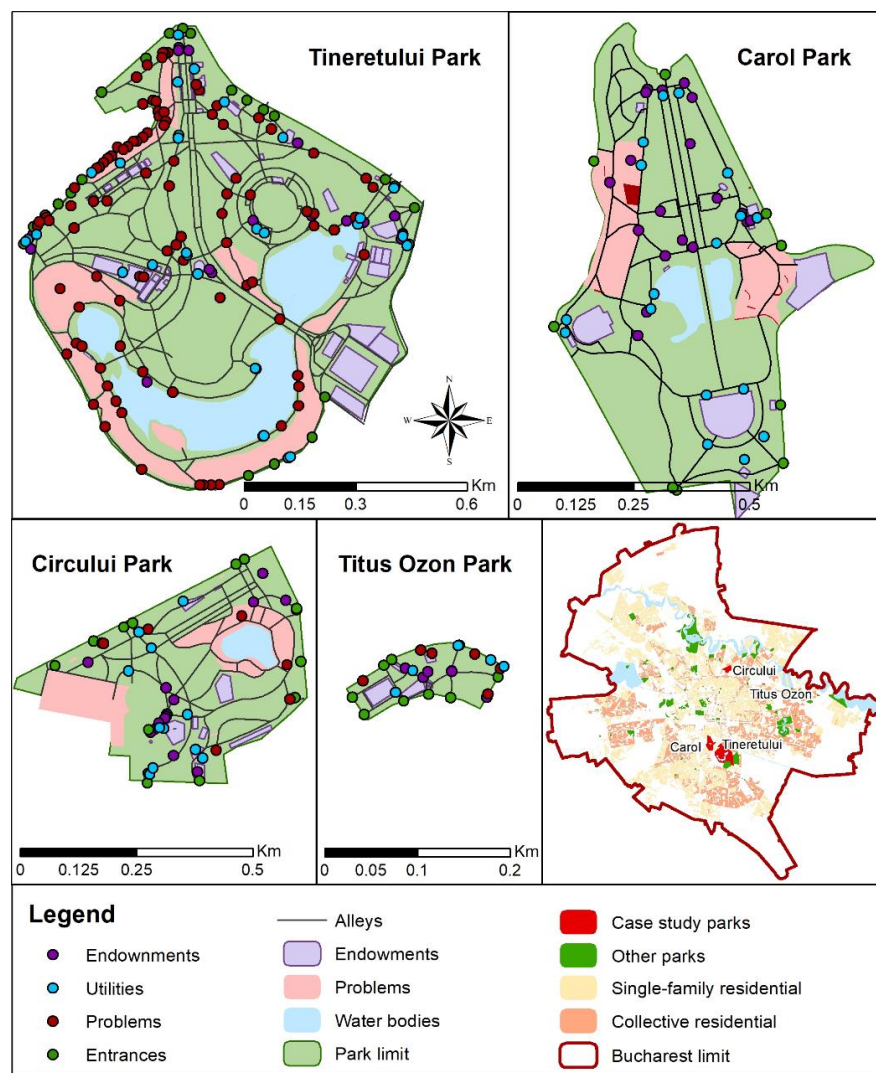 Tineretului Park
Carol Park
N
W
E
S
Km
0
0.3
0.6
Km
0
0.125
0.25
0.5
Circului Park
Titus Ozon Park
Circului
Titus Ozon
Carol
Tineretului
Km
0
0.125
0.25
0.5
Km
0
0.05
0.1
0.2
Legend
Endownments
Utilities
Problems
Entrances
Alleys
Endowments
Problems
Water bodies
Park limit
Case study parks
Other parks
Single-family residential
Collective residential
Bucharest limit